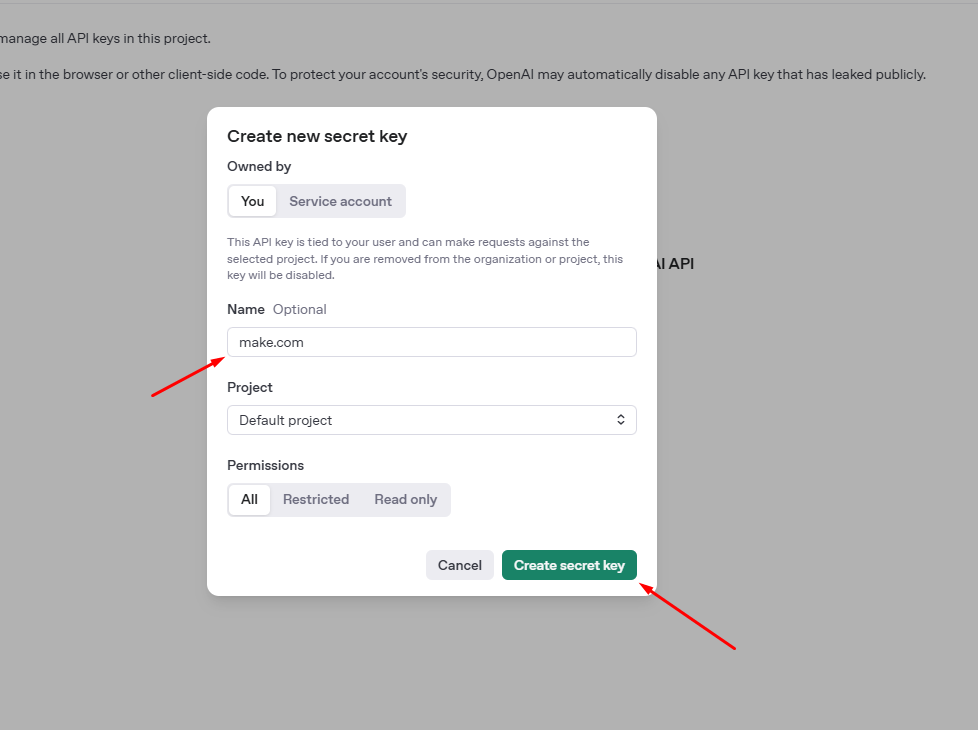 manage all API keys in this project.
se it in the browser or other client-side code. To protect your account's security, OpenAI may automatically disable any API key that has leaked publicly.
Create new secret key
Owned by
You Service account
This API key is tied to your user and can make requests against the
selected project. If you are removed from the organization or project, this
key will be disabled.
AI API
Name Optional
make.com
Project
Default project
Permissions
All Restricted Read only
Cancel Create secret key